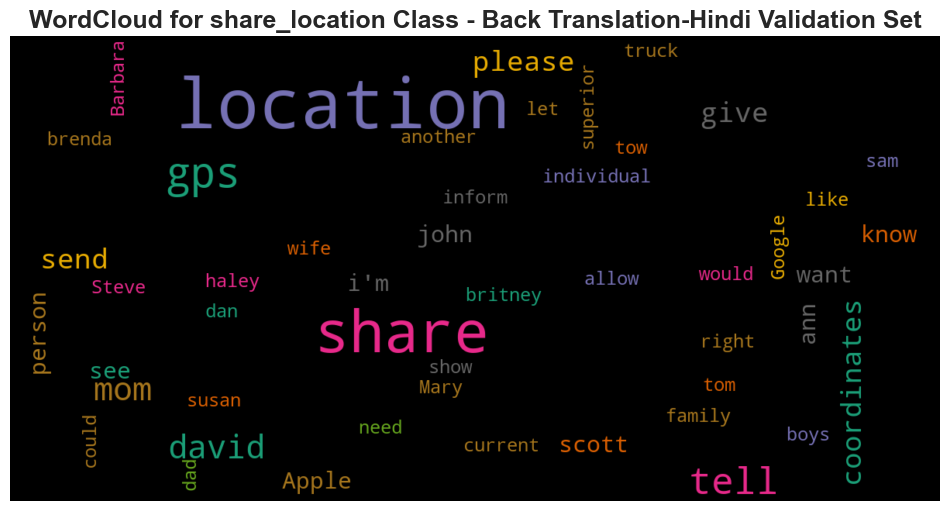 WordCloud for share_location Class - Back Translation-Hindi Validation Set
Barbara
truck
please
location
superior
let
give
brenda
another
tow
sam
gps
individual
inform
like
john
know
Google
wife
send
Steve
haley
i'm
allow
would
want
britney
person
dan
share
ann
coordinates
right
see
show
mom
Mary
tom
susan
family
could
need
david
current
scott
boys
dad
Apple
tell